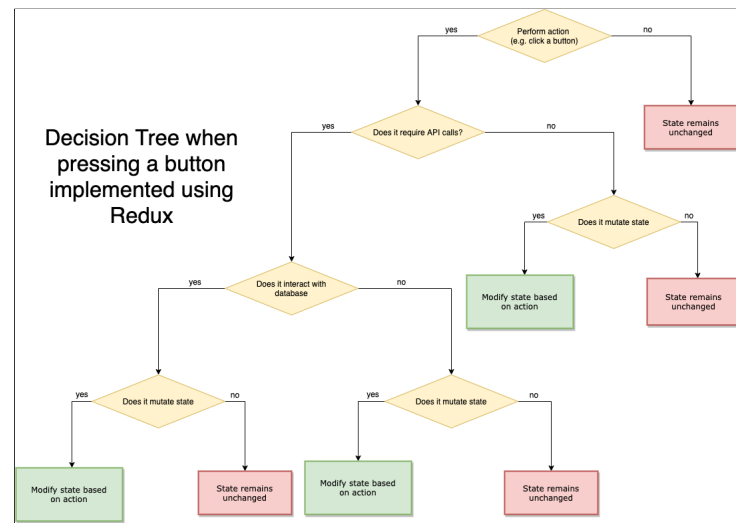 yes
Perform action
(e.g. click a button)
no
Decision Tree when
pressing a button
implemented using
Redux
yes
Does it require API calls?
no
State remains
unchanged
yes
Does it mutate state
no
yes
Does it interact with
database
no
Modify state based
on action
State remains
unchanged
yes
Does it mutate state
no
yes
Does it mutate state
no
Modify state based
on action
State remains
unchanged
Modify state based
on action
State remains
unchanged